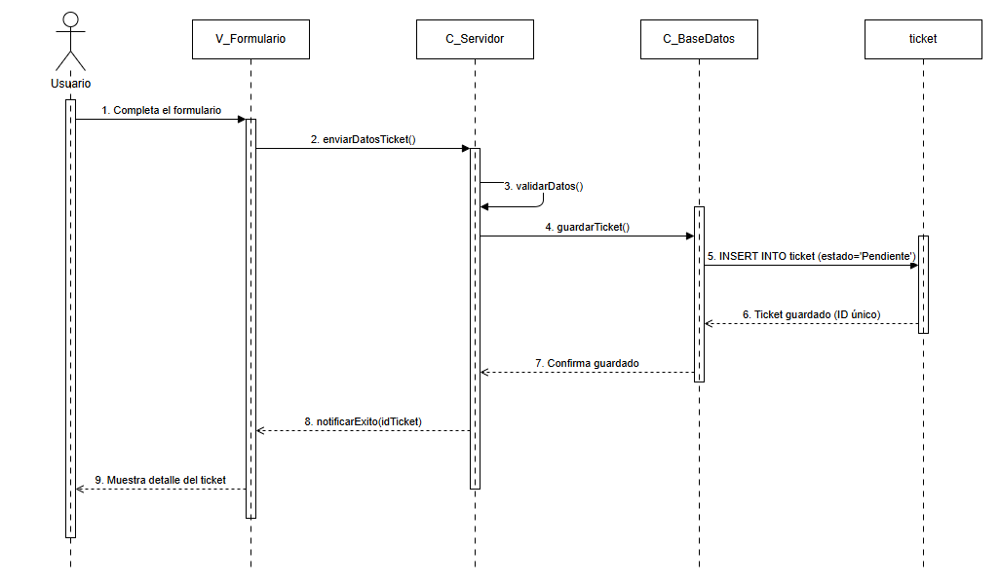 Usuario
V_Formulario
C_Servidor
C_BaseDatos
ticket
1. Completa el formulario
2. enviarDatosTicket()
3. validarDatos()
4. guardarTicket()
5. INSERT INTO ticket (estado='Pendiente')
6. Ticket guardado (ID único)
7. Confirma guardado
8. notificarExito(idTicket)
9. Muestra detalle del ticket